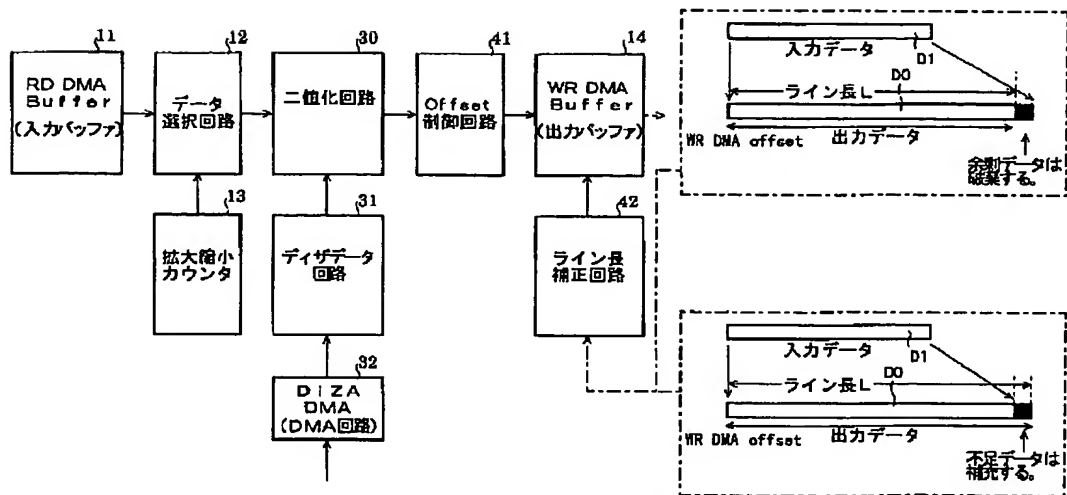 11
RD DMA
Buffer
(入力バッファ)
12
データ
選択回路
30
二値化回路
41
Offset
制御回路
14
WR DMA
Buffer
(出力バッファ)
13
拡大縮小
カウンタ
31
ディザデータ
回路
42
ライン長
補正回路
32
DIZA
DMA
(DMA回路)
入力データ
D1
D0
ライン長L
WR DMA offset
出力データ
余剰データは
破棄する。
入力データ
D1
D0
ライン長L
WR DMA offset
出力データ
不足データは
補充する。